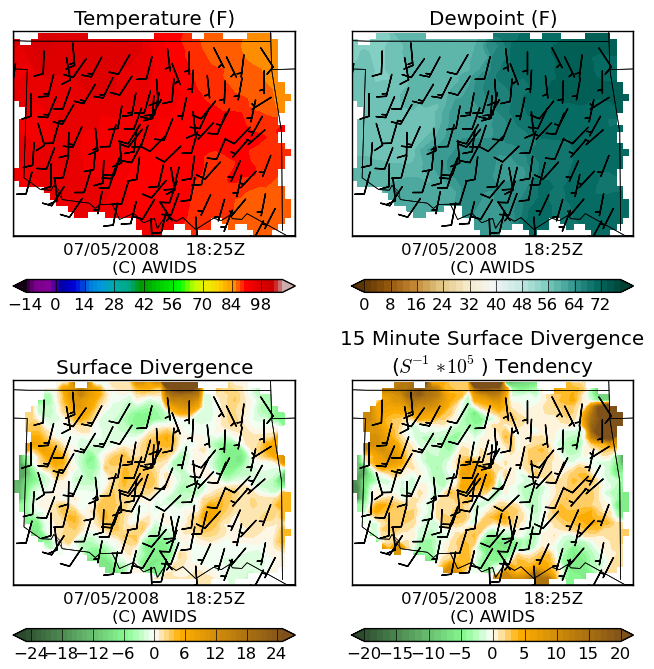 Temperature (F)
Dewpoint (F)
07/05/2008 18:25Z
(C) AWIDS
07/05/2008 18:25Z
(C) AWIDS
−14 0 14 28 42 56 70 84 98
0 8 16 24 32 40 48 56 64 72
Surface Divergence
15 Minute Surface Divergence
(S⁻¹ *10⁵ ) Tendency
07/05/2008 18:25Z
(C) AWIDS
07/05/2008 18:25Z
(C) AWIDS
−24 −18 −12 −6 0 6 12 18 24
−20 −15 −10 −5 0 5 10 15 20